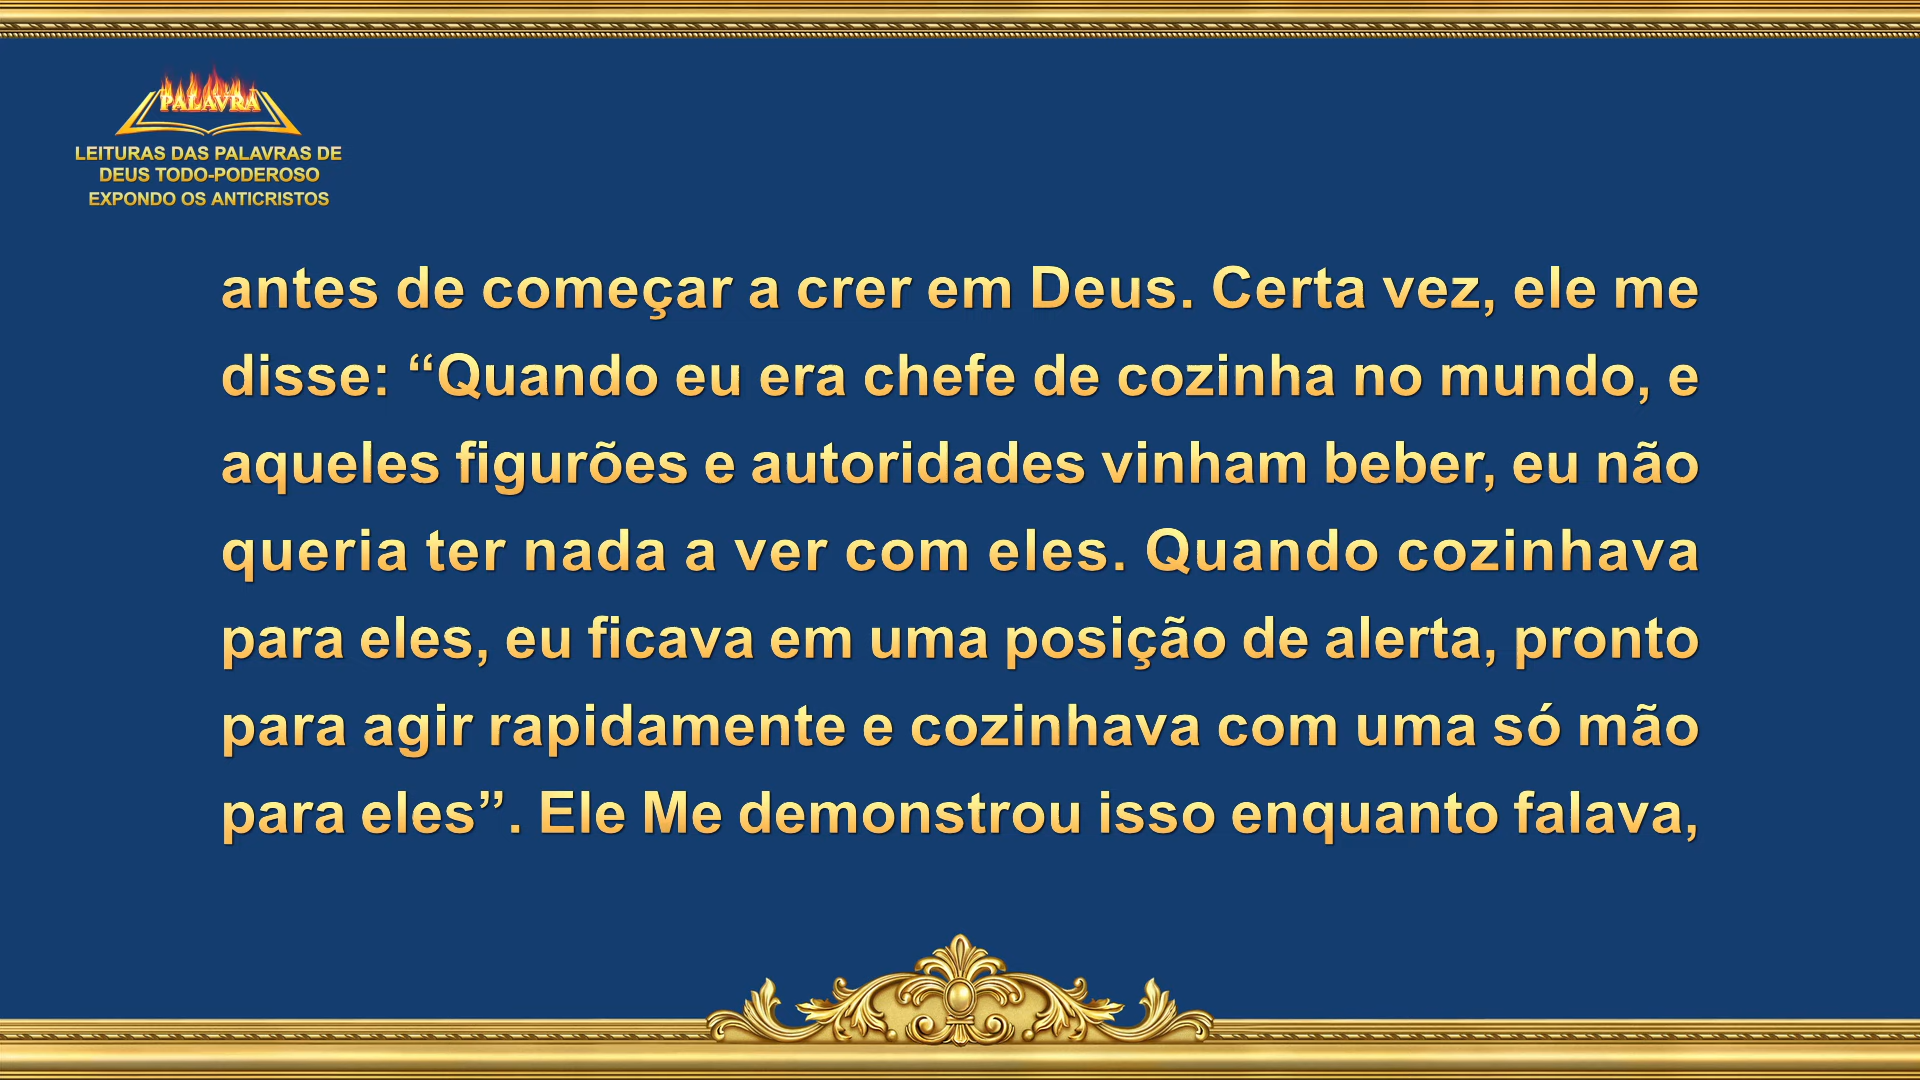 PALAVRA
LEITURAS DAS PALAVRAS DE
DEUS TODO-PODEROSO
EXPONDO OS ANTICRISTOS
antes de começar a crer em Deus. Certa vez, ele me
disse: “Quando eu era chefe de cozinha no mundo, e
aqueles figurões e autoridades vinham beber, eu não
queria ter nada a ver com eles. Quando cozinhava
para eles, eu ficava em uma posição de alerta, pronto
para agir rapidamente e cozinhava com uma só mão
para eles”. Ele Me demonstrou isso enquanto falava,